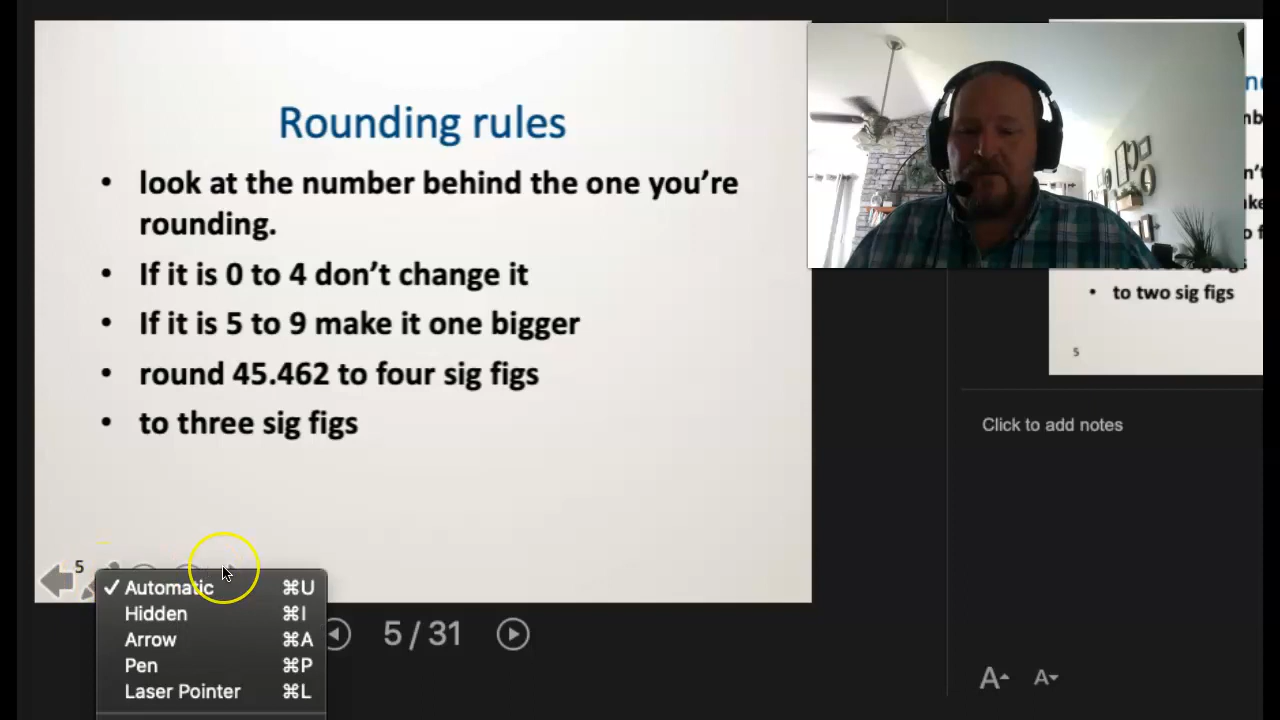 Rounding rules
• look at the number behind the one you're
rounding.
• If it is 0 to 4 don't change it
• If it is 5 to 9 make it one bigger
• round 45.462 to four sig figs
• to three sig figs
5
✓ Automatic ⌘U
Hidden ⌘I
Arrow ⌘A
Pen ⌘P
Laser Pointer ⌘L
5 / 31
• to two sig figs
5
Click to add notes
A
A